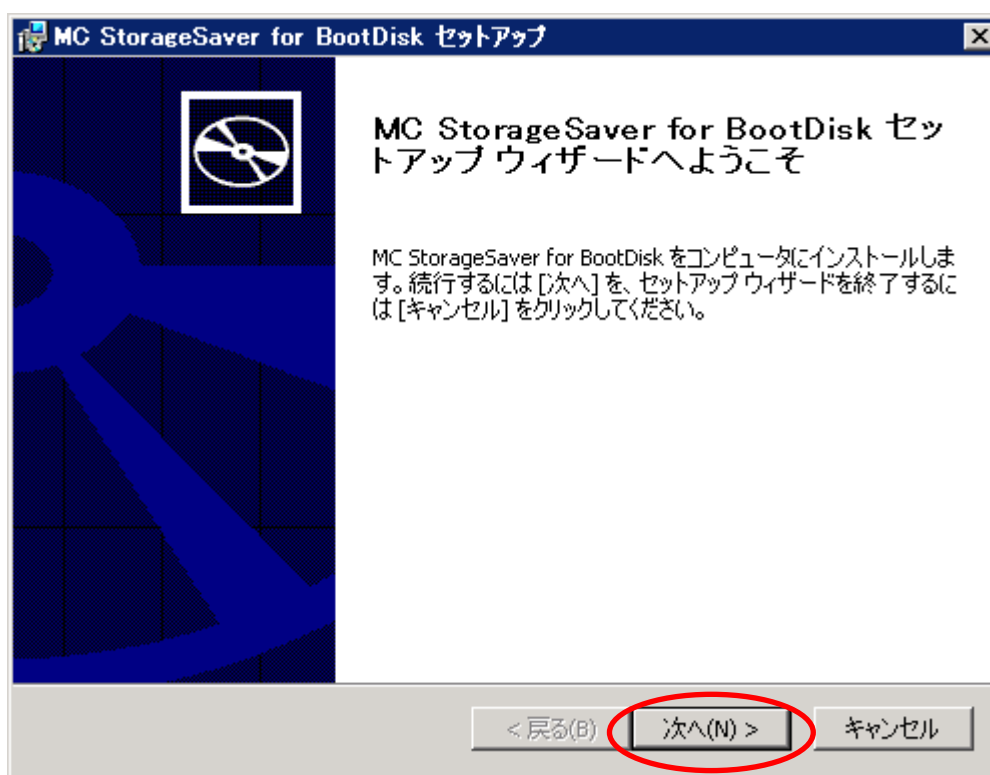 MC StorageSaver for BootDisk セットアップ
MC StorageSaver for BootDisk セッ
トアップ ウィザードへようこそ
MC StorageSaver for BootDisk をコンピュータにインストールしま
す。続行するには [次へ] を、セットアップ ウィザードを終了するに
は [キャンセル] をクリックしてください。
< 戻る(B) 次へ(N) > キャンセル